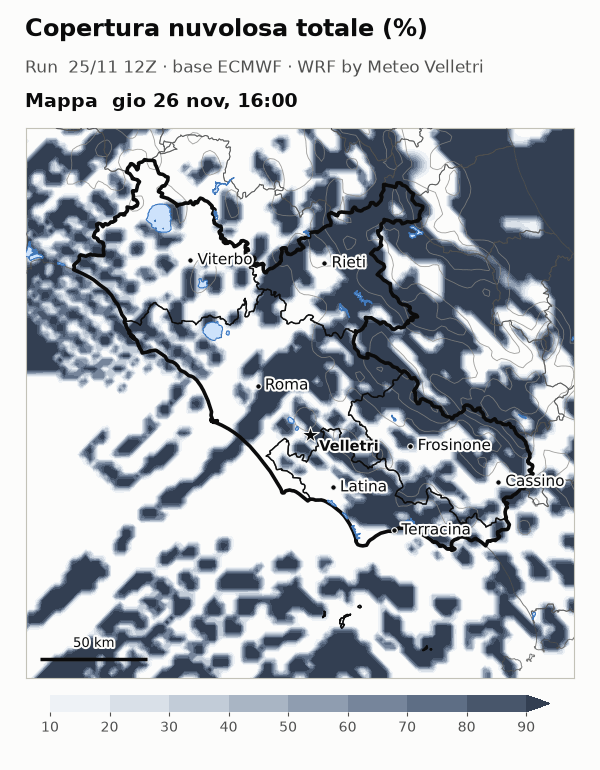 Copertura nuvolosa totale (%)
Run  25/11 12Z · base ECMWF · WRF by Meteo Velletri
Mappa  gio 26 nov, 16:00
Viterbo
Rieti
Roma
Velletri
Frosinone
Cassino
Latina
Terracina
50 km
10 20 30 40 50 60 70 80 90